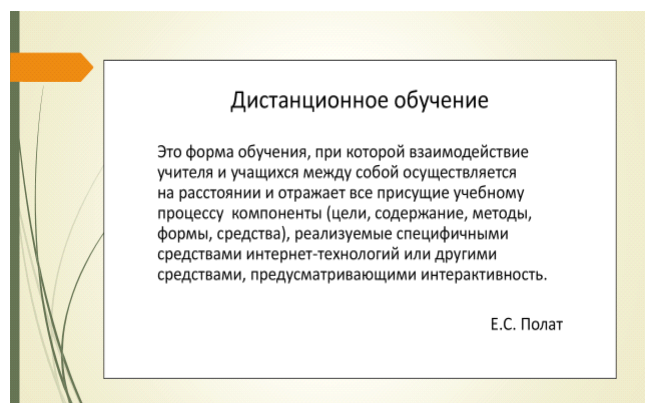 Дистанционное обучение
Это форма обучения, при которой взаимодействие
учителя и учащихся между собой осуществляется
на расстоянии и отражает все присущие учебному
процессу компоненты (цели, содержание, методы,
формы, средства), реализуемые специфичными
средствами интернет-технологий или другими
средствами, предусматривающими интерактивность.
Е.С. Полат